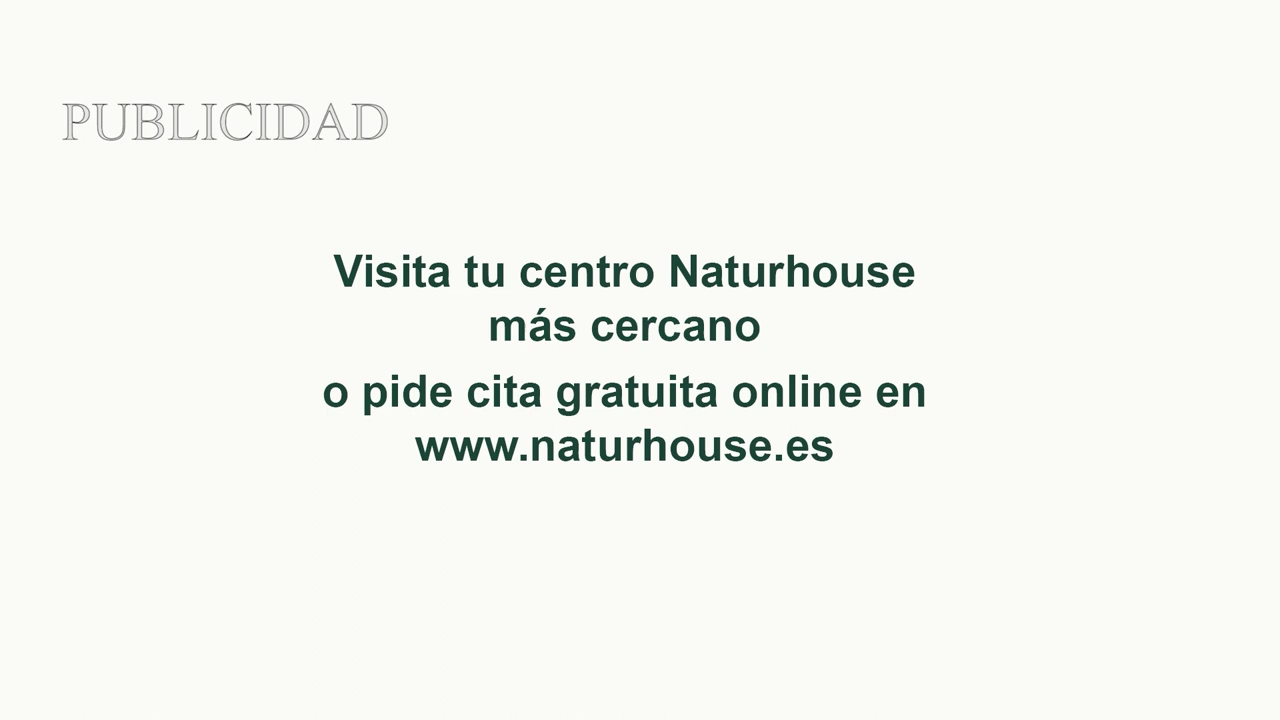 PUBLICIDAD
Visita tu centro Naturhouse
más cercano
o pide cita gratuita online en
www.naturhouse.es